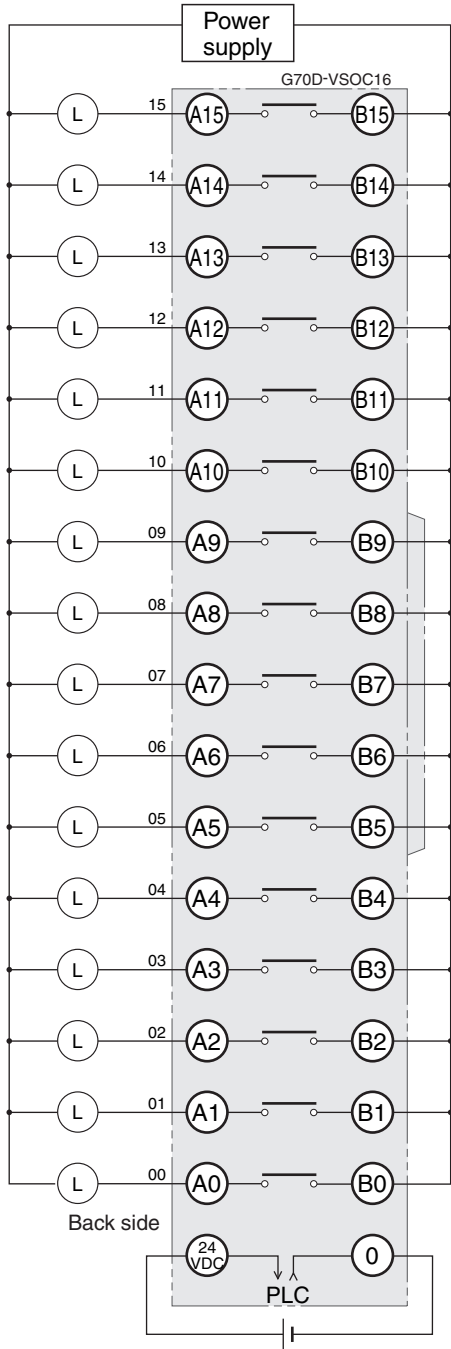 Power
supply
G70D-VSOC16
L 15 A15 B15
L 14 A14 B14
L 13 A13 B13
L 12 A12 B12
L 11 A11 B11
L 10 A10 B10
L 09 A9 B9
L 08 A8 B8
L 07 A7 B7
L 06 A6 B6
L 05 A5 B5
L 04 A4 B4
L 03 A3 B3
L 02 A2 B2
L 01 A1 B1
L 00 A0 B0
Back side
24
VDC 0
PLC